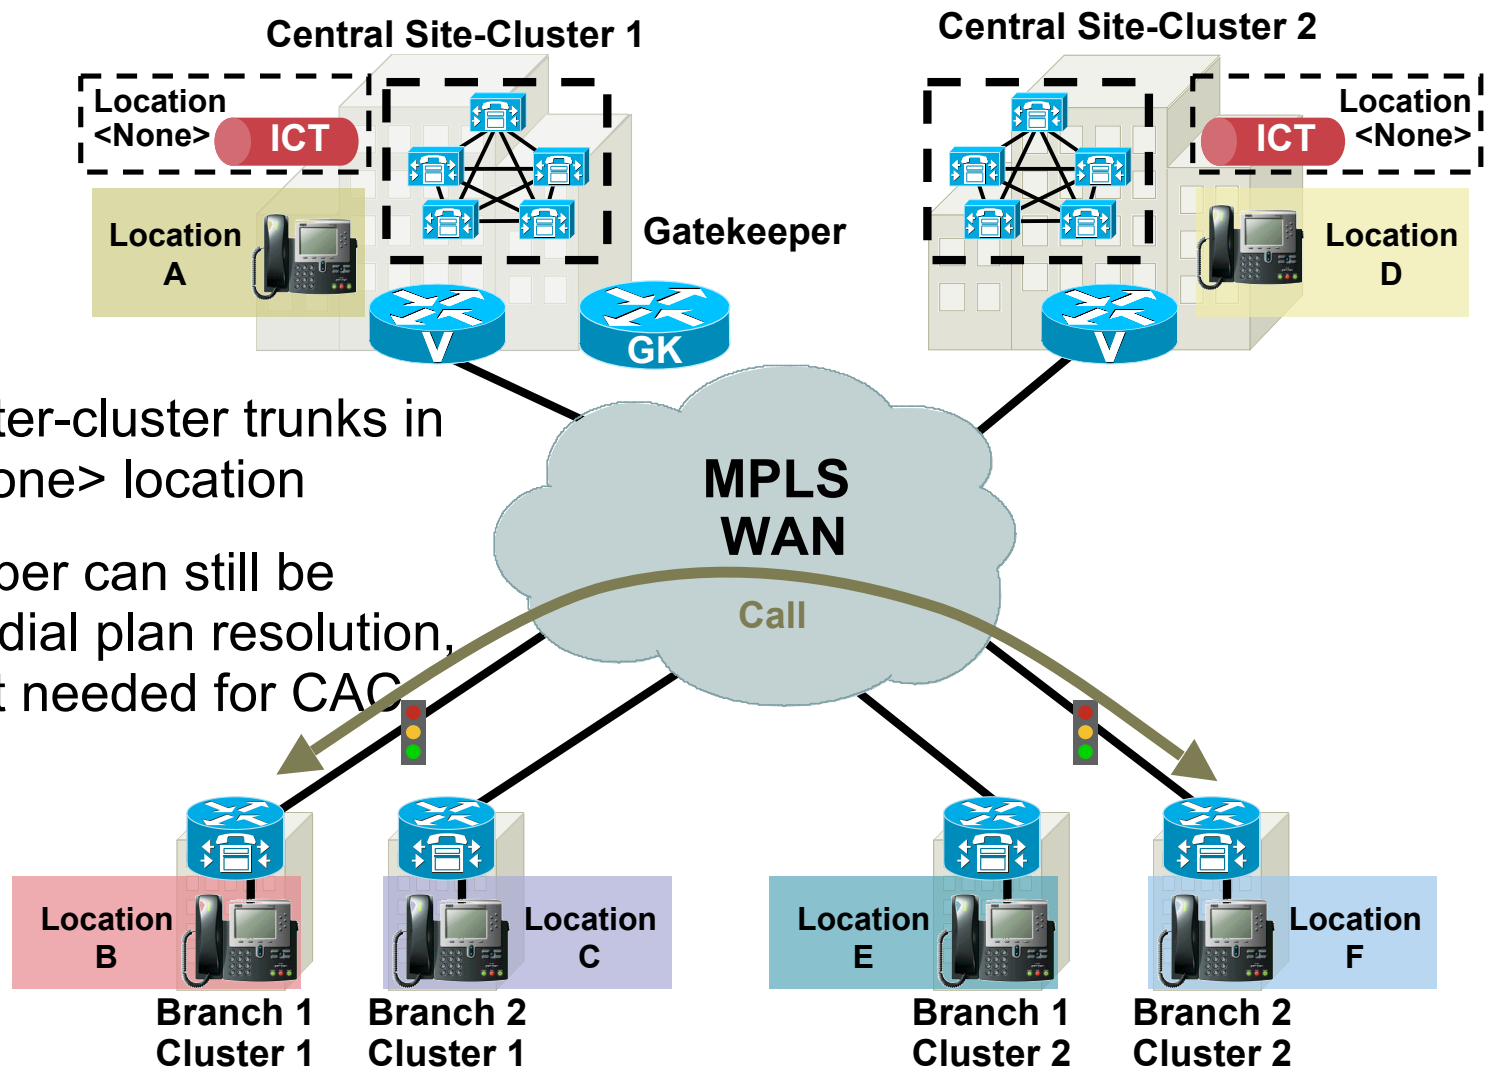 Central Site-Cluster 1
Central Site-Cluster 2
Location
<None>
ICT
Location
<None>
ICT
Location
A
Gatekeeper
Location
D
V
GK
V
ter-cluster trunks in
one> location
MPLS
WAN
per can still be
dial plan resolution,
t needed for CAC
Call
Location
B
Location
C
Location
E
Location
F
Branch 1
Cluster 1
Branch 2
Cluster 1
Branch 1
Cluster 2
Branch 2
Cluster 2